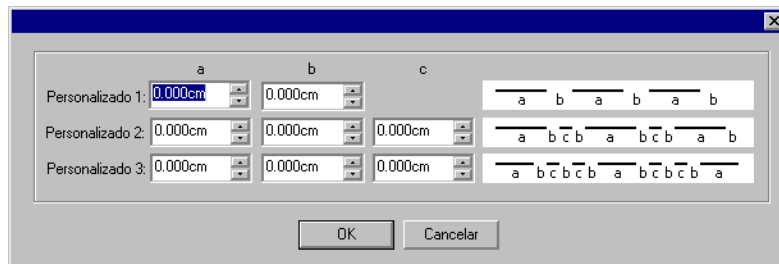 a b c
Personalizado 1: 0.000cm 0.000cm a b a b a b
Personalizado 2: 0.000cm 0.000cm 0.000cm a b c b a b c b a b
Personalizado 3: 0.000cm 0.000cm 0.000cm a b c b c b a b c b c b a
OK Cancelar